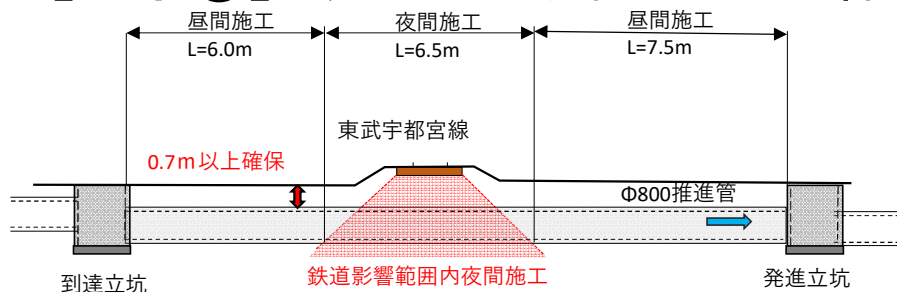 昼間施工
L=6.0m
夜間施工
L=6.5m
昼間施工
L=7.5m
東武宇都宮線
0.7m以上確保
Φ800推進管
到達立坑
鉄道影響範囲内夜間施工
発進立坑